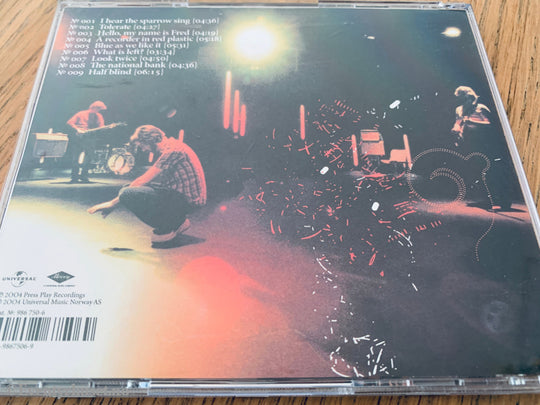 № 001 I hear the sparrow sing {04:36}
№ 002 Tolerate {04:27}
№ 003 Hello, my name is Fred {04:19}
№ 004 A recorder in red plastic {05:18}
№ 005 Blue as we like it {05:31}
№ 006 What is left? {03:34}
№ 007 Look twice {04:50}
№ 008 The national bank {04:36}
№ 009 Half blind {06:15}
UNIVERSAL
℗ 2004 Press Play Recordings
© 2004 Universal Music Norway AS
№: 986 750-6
9867506-9